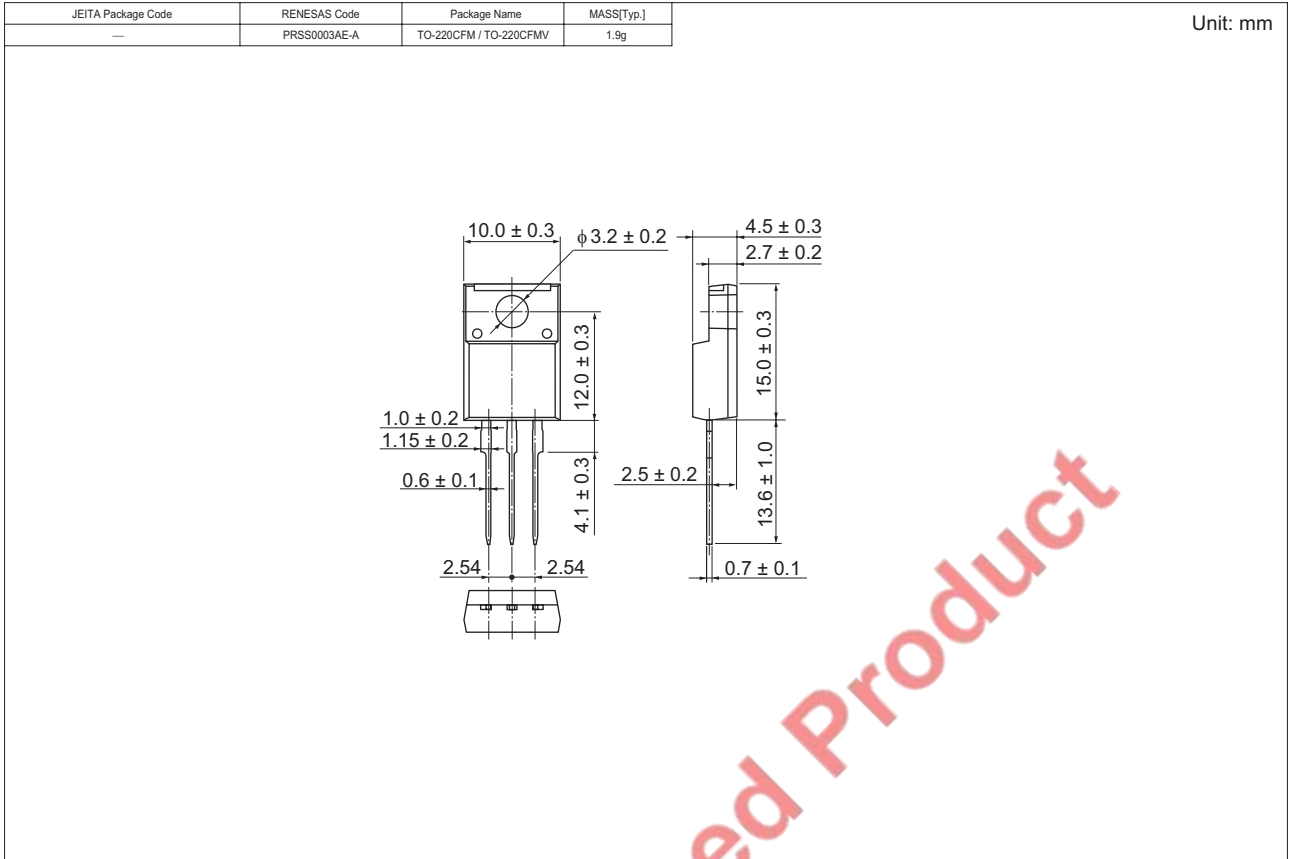 JEITA Package Code RENESAS Code Package Name MASS[Typ.]
— PRSS0003AE-A TO-220CFM / TO-220CFMV 1.9g
Unit: mm
10.0 ± 0.3
ϕ3.2 ± 0.2
4.5 ± 0.3
2.7 ± 0.2
12.0 ± 0.3
15.0 ± 0.3
1.0 ± 0.2
1.15 ± 0.2
0.6 ± 0.1
4.1 ± 0.3
2.5 ± 0.2
13.6 ± 1.0
2.54 2.54
0.7 ± 0.1
ed Product